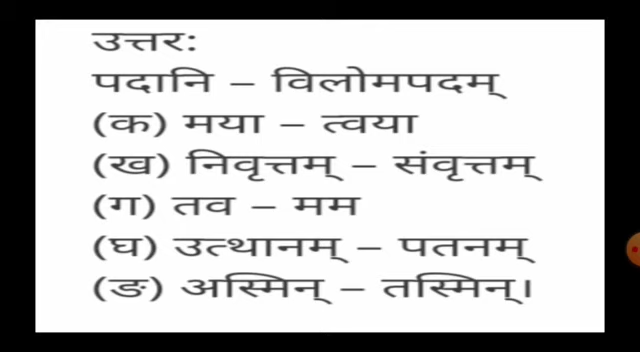 उत्तर:
पदानि – विलोमपदम्
(क) मया – त्वया
(ख) निवृत्तम् – संवृत्तम्
(ग) तव – मम
(घ) उत्थानम् – पतनम्
(ङ) अस्मिन् – तस्मिन्।